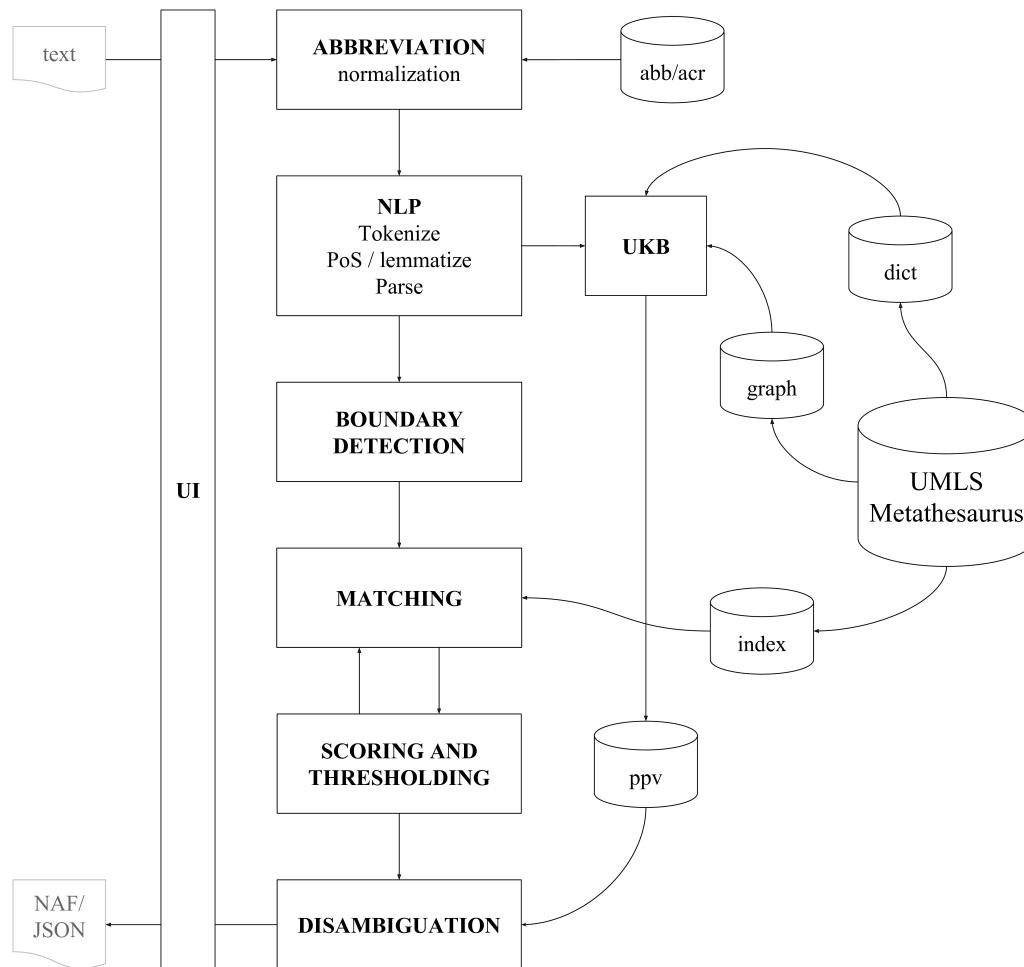 text
ABBREVIATION
normalization
abb/acr
NLP
Tokenize
PoS / lemmatize
Parse
UKB
dict
graph
BOUNDARY
DETECTION
UI
UMLS
Metathesaurus
MATCHING
index
SCORING AND
THRESHOLDING
ppv
NAF/
JSON
DISAMBIGUATION